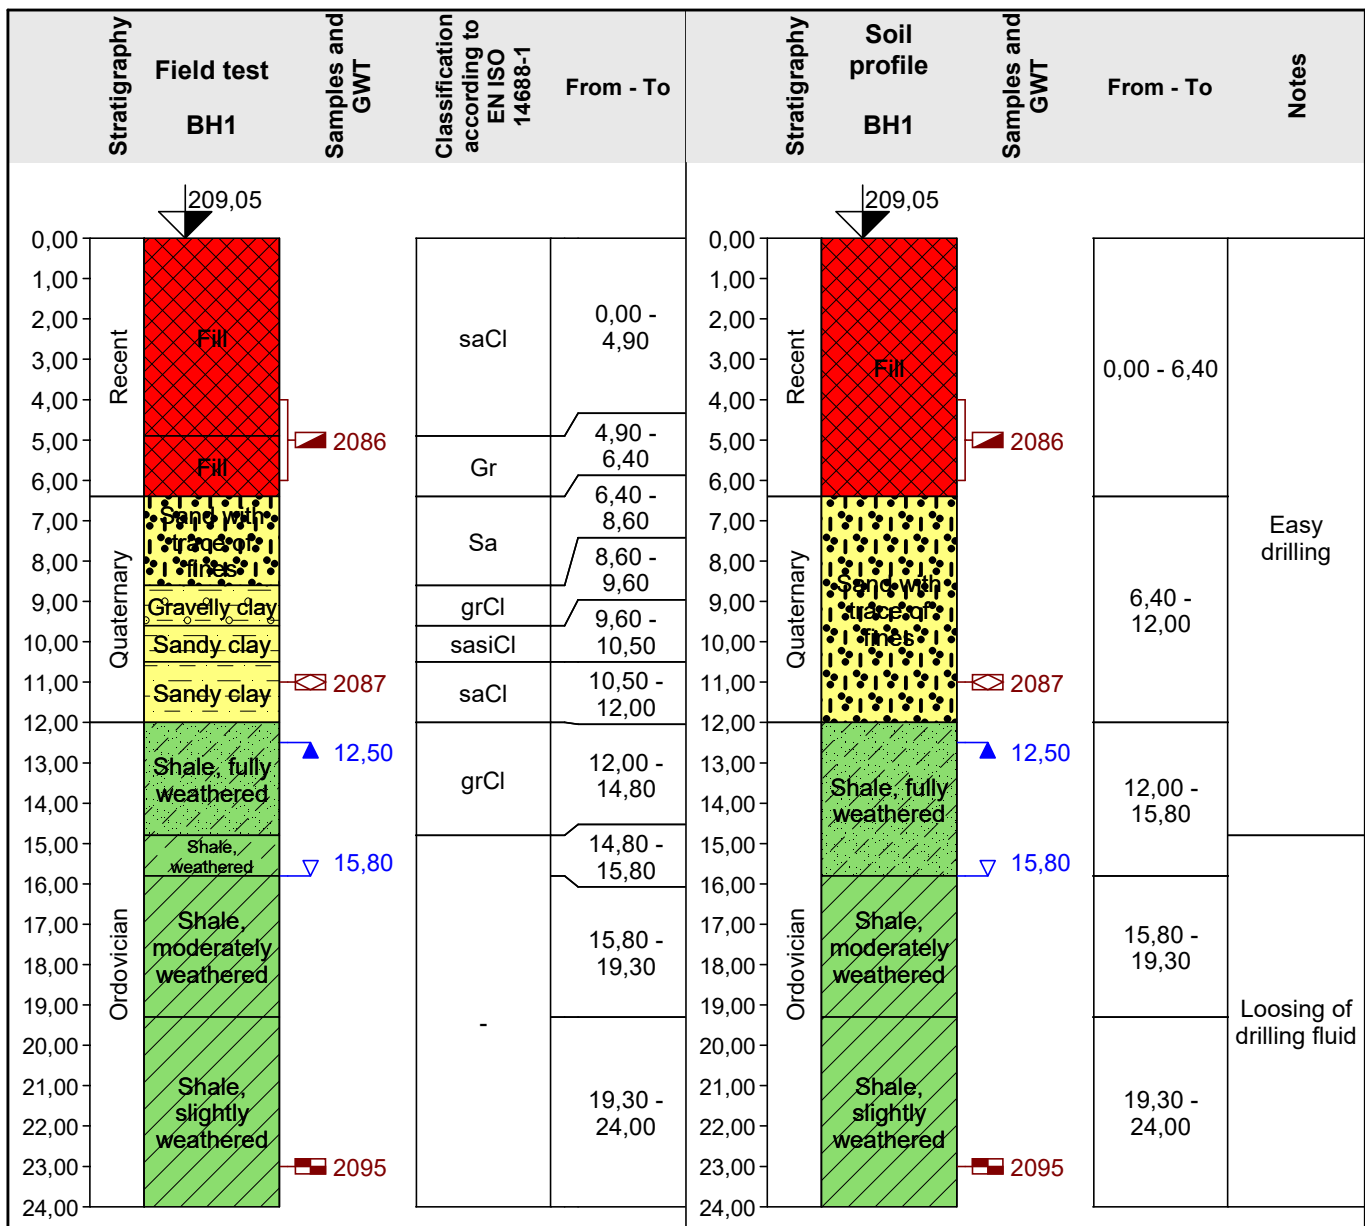 Stratigraphy
Field test
BH1
Samples and
GWT
Classification
according to
EN ISO
14688-1
From - To
Stratigraphy
Soil
profile
BH1
Samples and
GWT
From - To
Notes
209,05
0,00
1,00
2,00
3,00
4,00
5,00
6,00
7,00
8,00
9,00
10,00
11,00
12,00
13,00
14,00
15,00
16,00
17,00
18,00
19,00
20,00
21,00
22,00
23,00
24,00
Recent
Quaternary
Ordovician
Fill
Fill
Sand with
trace of
fines
Gravelly clay
Sandy clay
Sandy clay
Shale, fully
weathered
Shale,
weathered
Shale,
moderately
weathered
Shale,
slightly
weathered
2086
2087
12,50
15,80
2095
saCl
Gr
Sa
grCl
sasiCl
saCl
grCl
-
0,00 -
4,90
4,90 -
6,40
6,40 -
8,60
8,60 -
9,60
9,60 -
10,50
10,50 -
12,00
12,00 -
14,80
14,80 -
15,80
15,80 -
19,30
19,30 -
24,00
209,05
0,00
1,00
2,00
3,00
4,00
5,00
6,00
7,00
8,00
9,00
10,00
11,00
12,00
13,00
14,00
15,00
16,00
17,00
18,00
19,00
20,00
21,00
22,00
23,00
24,00
Recent
Quaternary
Ordovician
Fill
Sand with
trace of
fines
Shale, fully
weathered
Shale,
moderately
weathered
Shale,
slightly
weathered
2086
2087
12,50
15,80
2095
0,00 - 6,40
6,40 -
12,00
12,00 -
15,80
15,80 -
19,30
19,30 -
24,00
Easy
drilling
Loosing of
drilling fluid